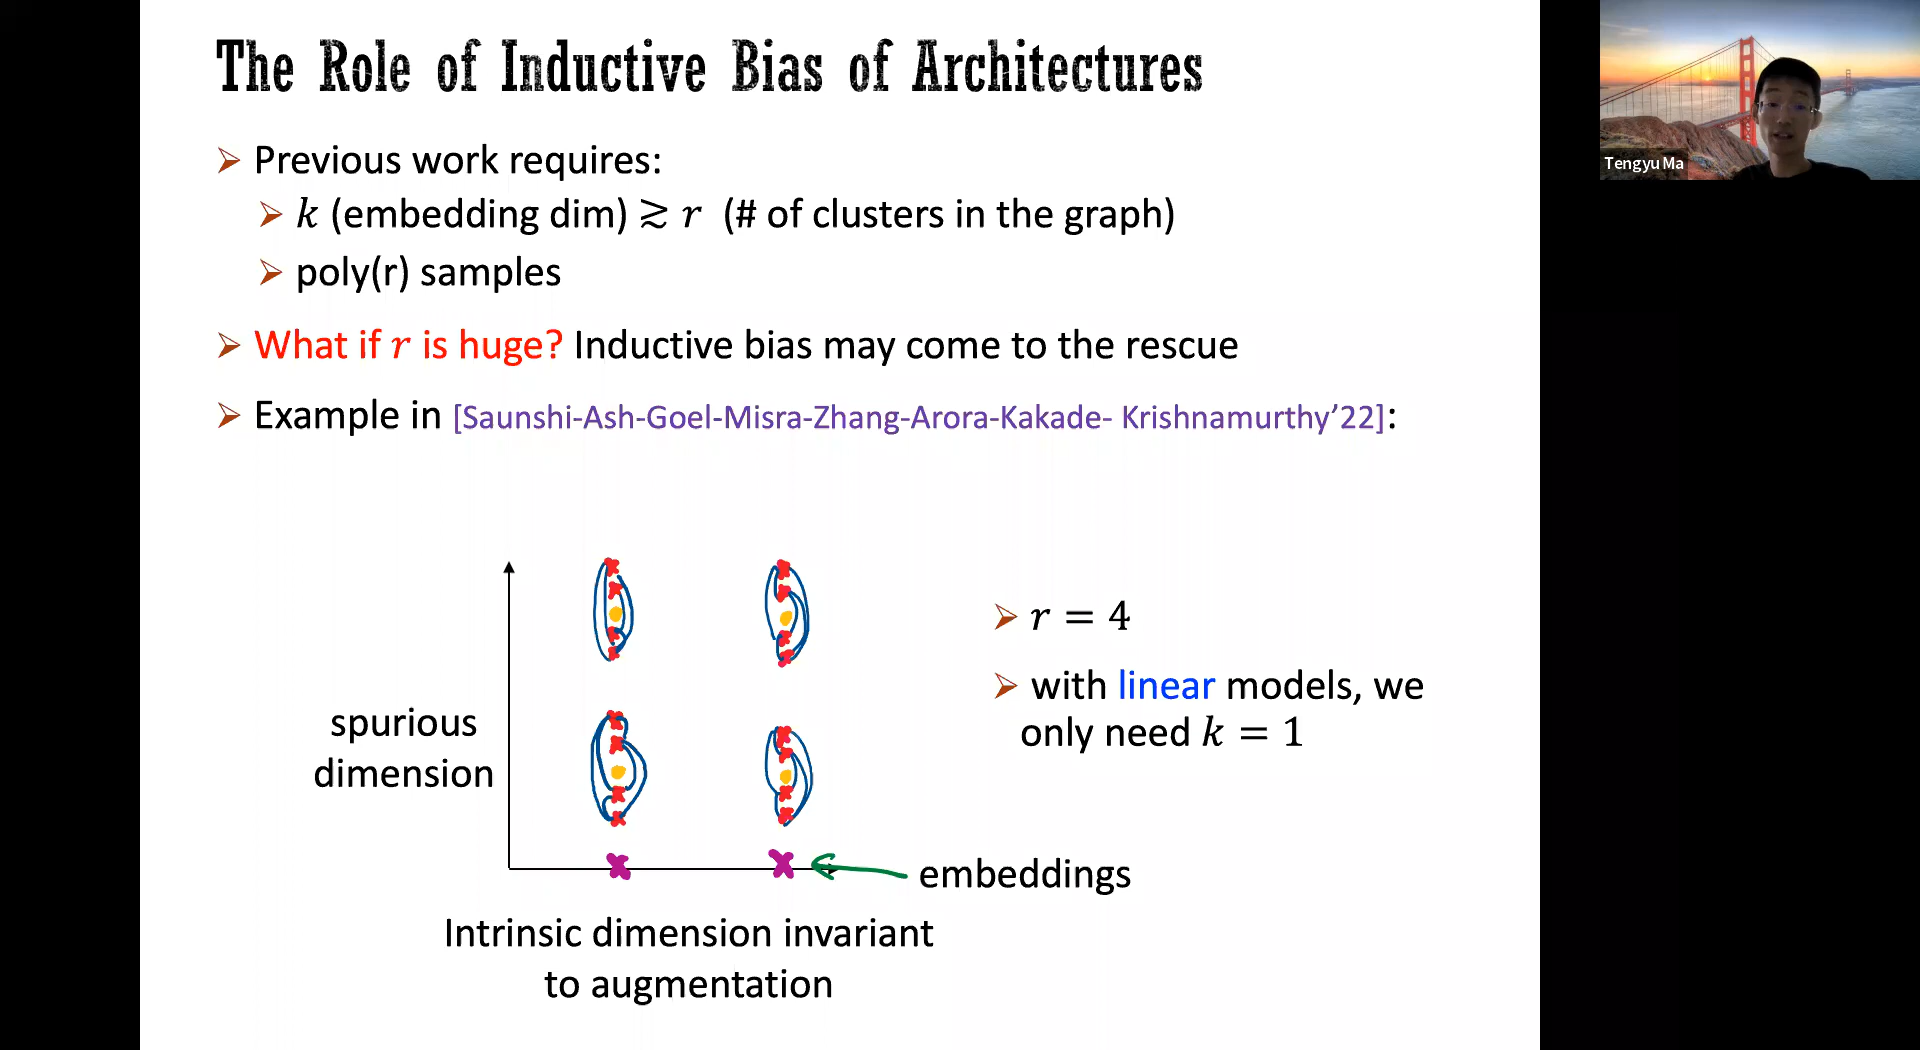 The Role of Inductive Bias of Architectures
Previous work requires:
k (embedding dim) ≳ r (# of clusters in the graph)
poly(r) samples
What if r is huge? Inductive bias may come to the rescue
Example in [Saunshi-Ash-Goel-Misra-Zhang-Arora-Kakade- Krishnamurthy’22]:
r = 4
with linear models, we
only need k = 1
spurious
dimension
embeddings
Intrinsic dimension invariant
to augmentation
Tengyu Ma